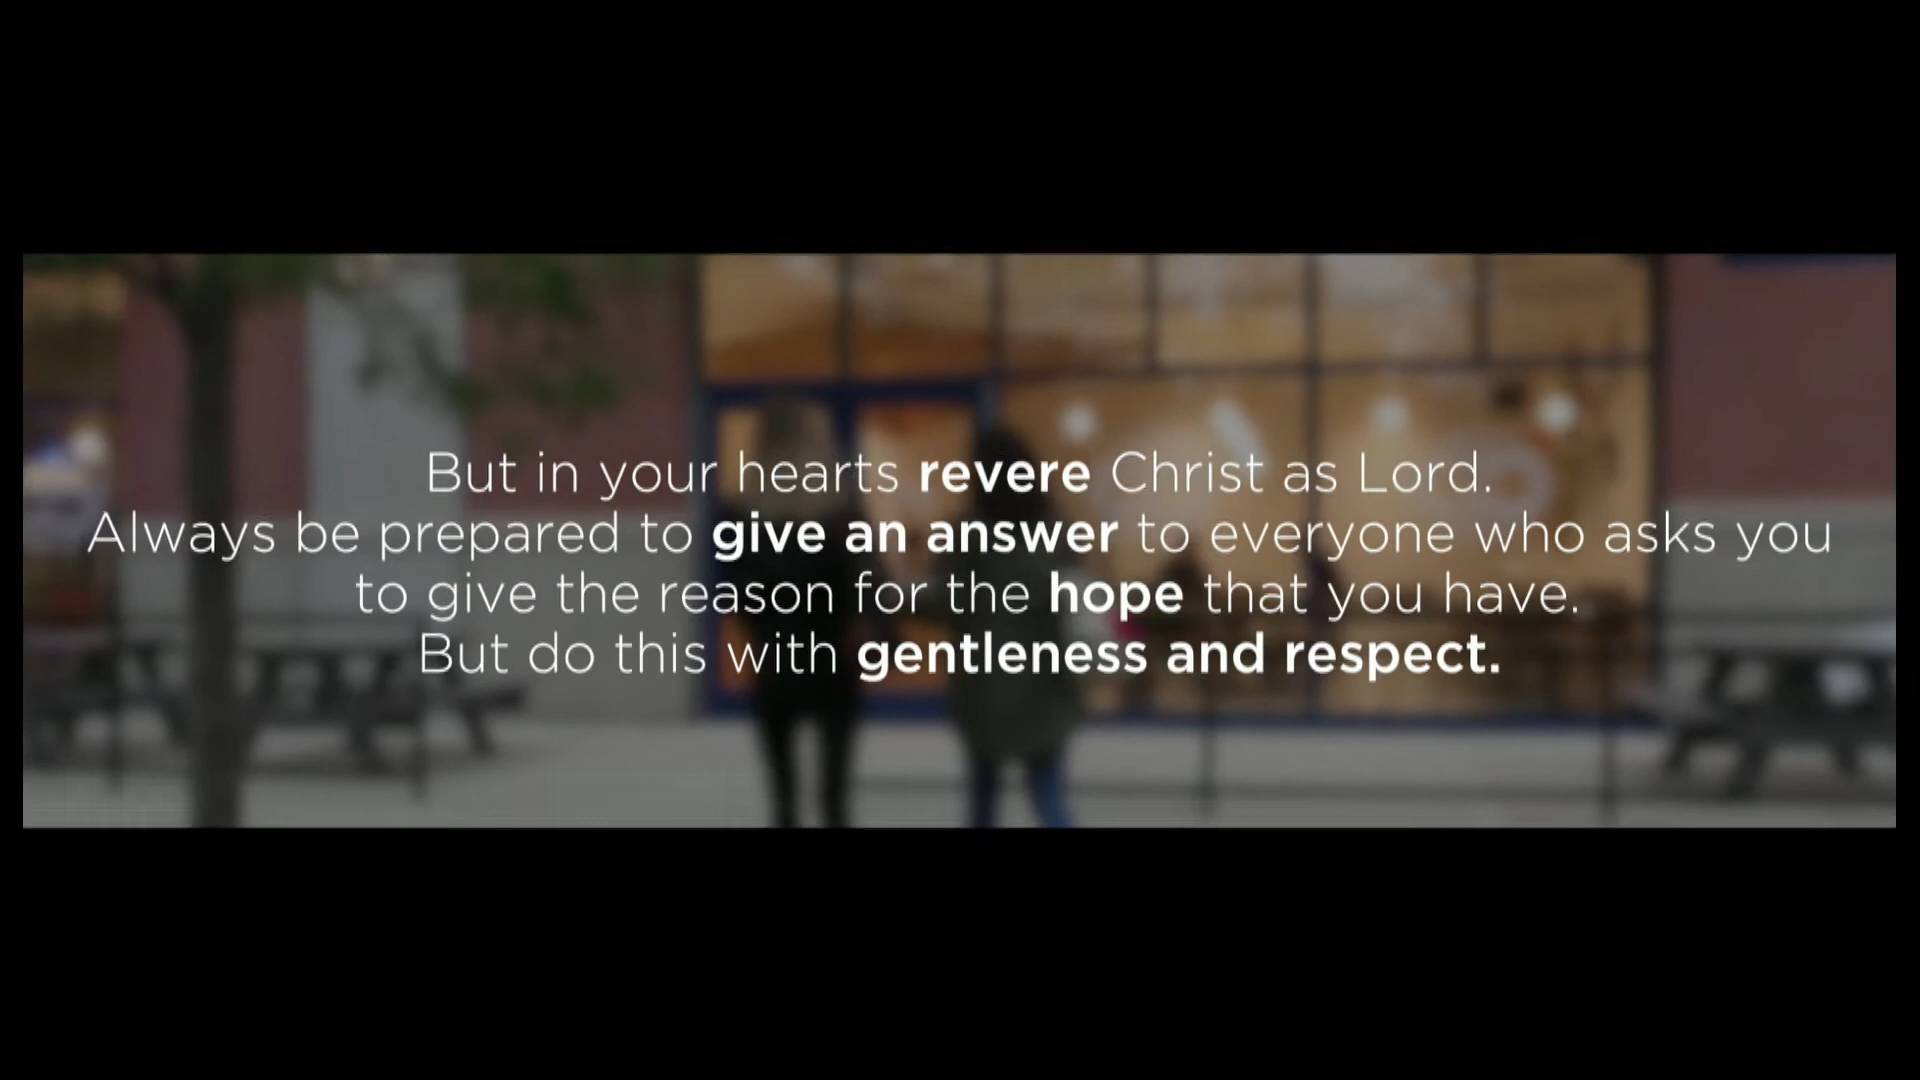 But in your hearts revere Christ as Lord.
Always be prepared to give an answer to everyone who asks you
to give the reason for the hope that you have.
But do this with gentleness and respect.